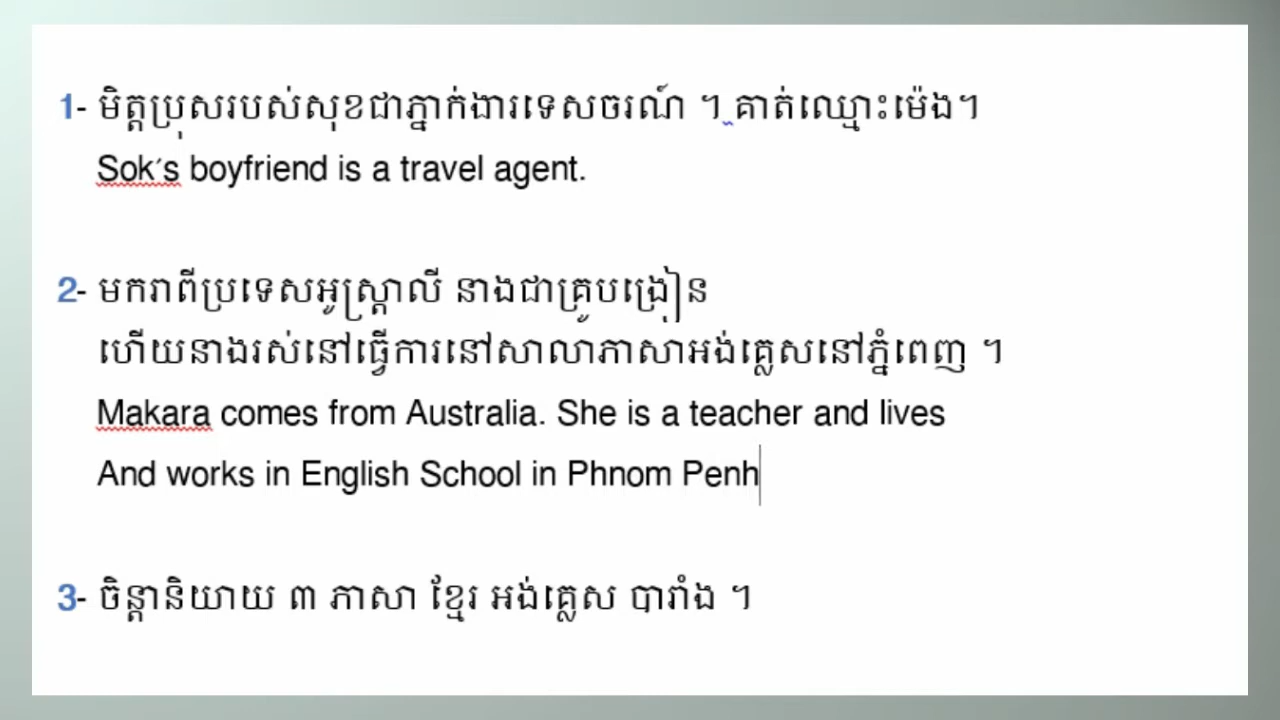 1- មិត្តប្រុសរបស់សុខជាភ្នាក់ងារទេសចរណ៍ ។ គាត់ឈ្មោះម៉េង។
Sok′s boyfriend is a travel agent.
2- មករាពីប្រទេសអូស្ត្រាលី នាងជាគ្រូបង្រៀន
ហើយនាងរស់នៅធ្វើការនៅសាលាភាសាអង់គ្លេសនៅភ្នំពេញ ។
Makara comes from Australia. She is a teacher and lives
And works in English School in Phnom Penh
3- ចិន្តានិយាយ ៣ ភាសា ខ្មែរ អង់គ្លេស បារាំង ។